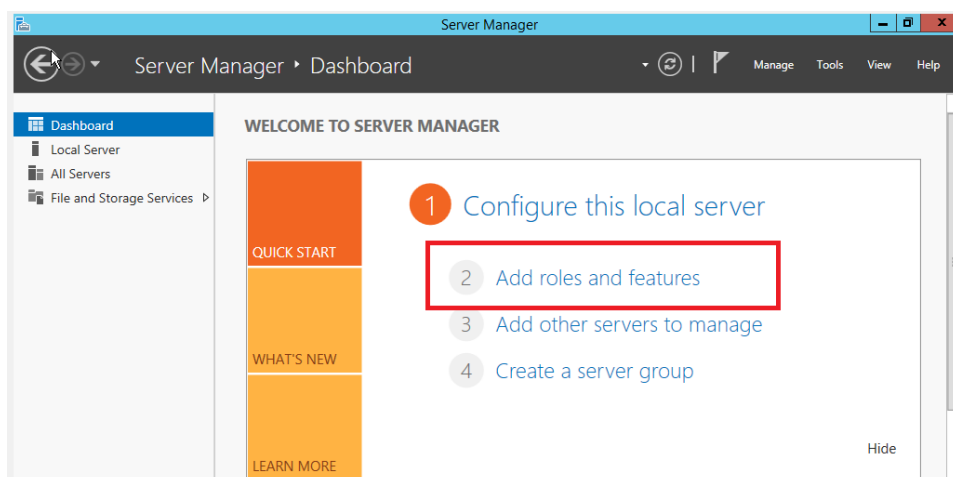 Server Manager
Server Manager • Dashboard
Manage Tools View Help
Dashboard
Local Server
All Servers
File and Storage Services
WELCOME TO SERVER MANAGER
QUICK START
WHAT'S NEW
LEARN MORE
1 Configure this local server
2 Add roles and features
3 Add other servers to manage
4 Create a server group
Hide